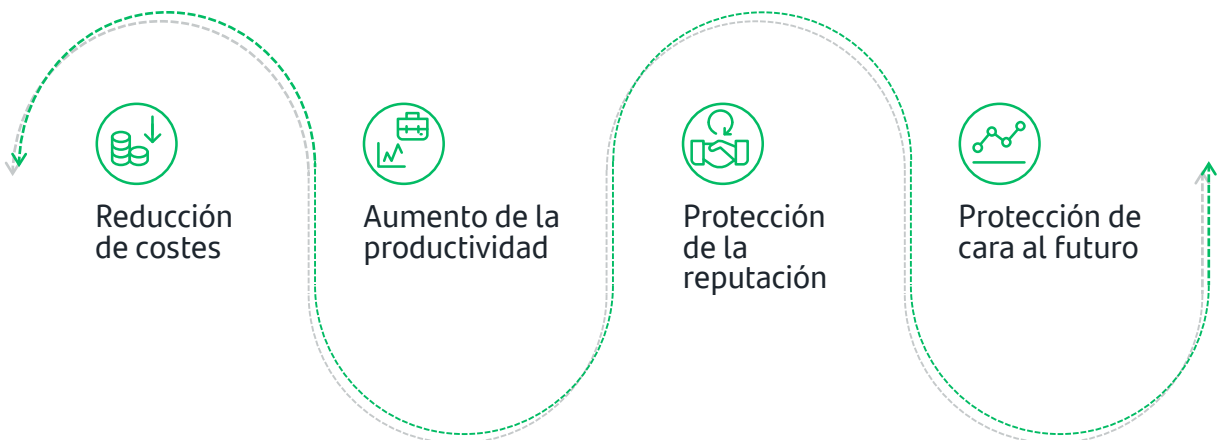 Reducción
de costes
Aumento de la
productividad
Protección
de la
reputación
Protección de
cara al futuro